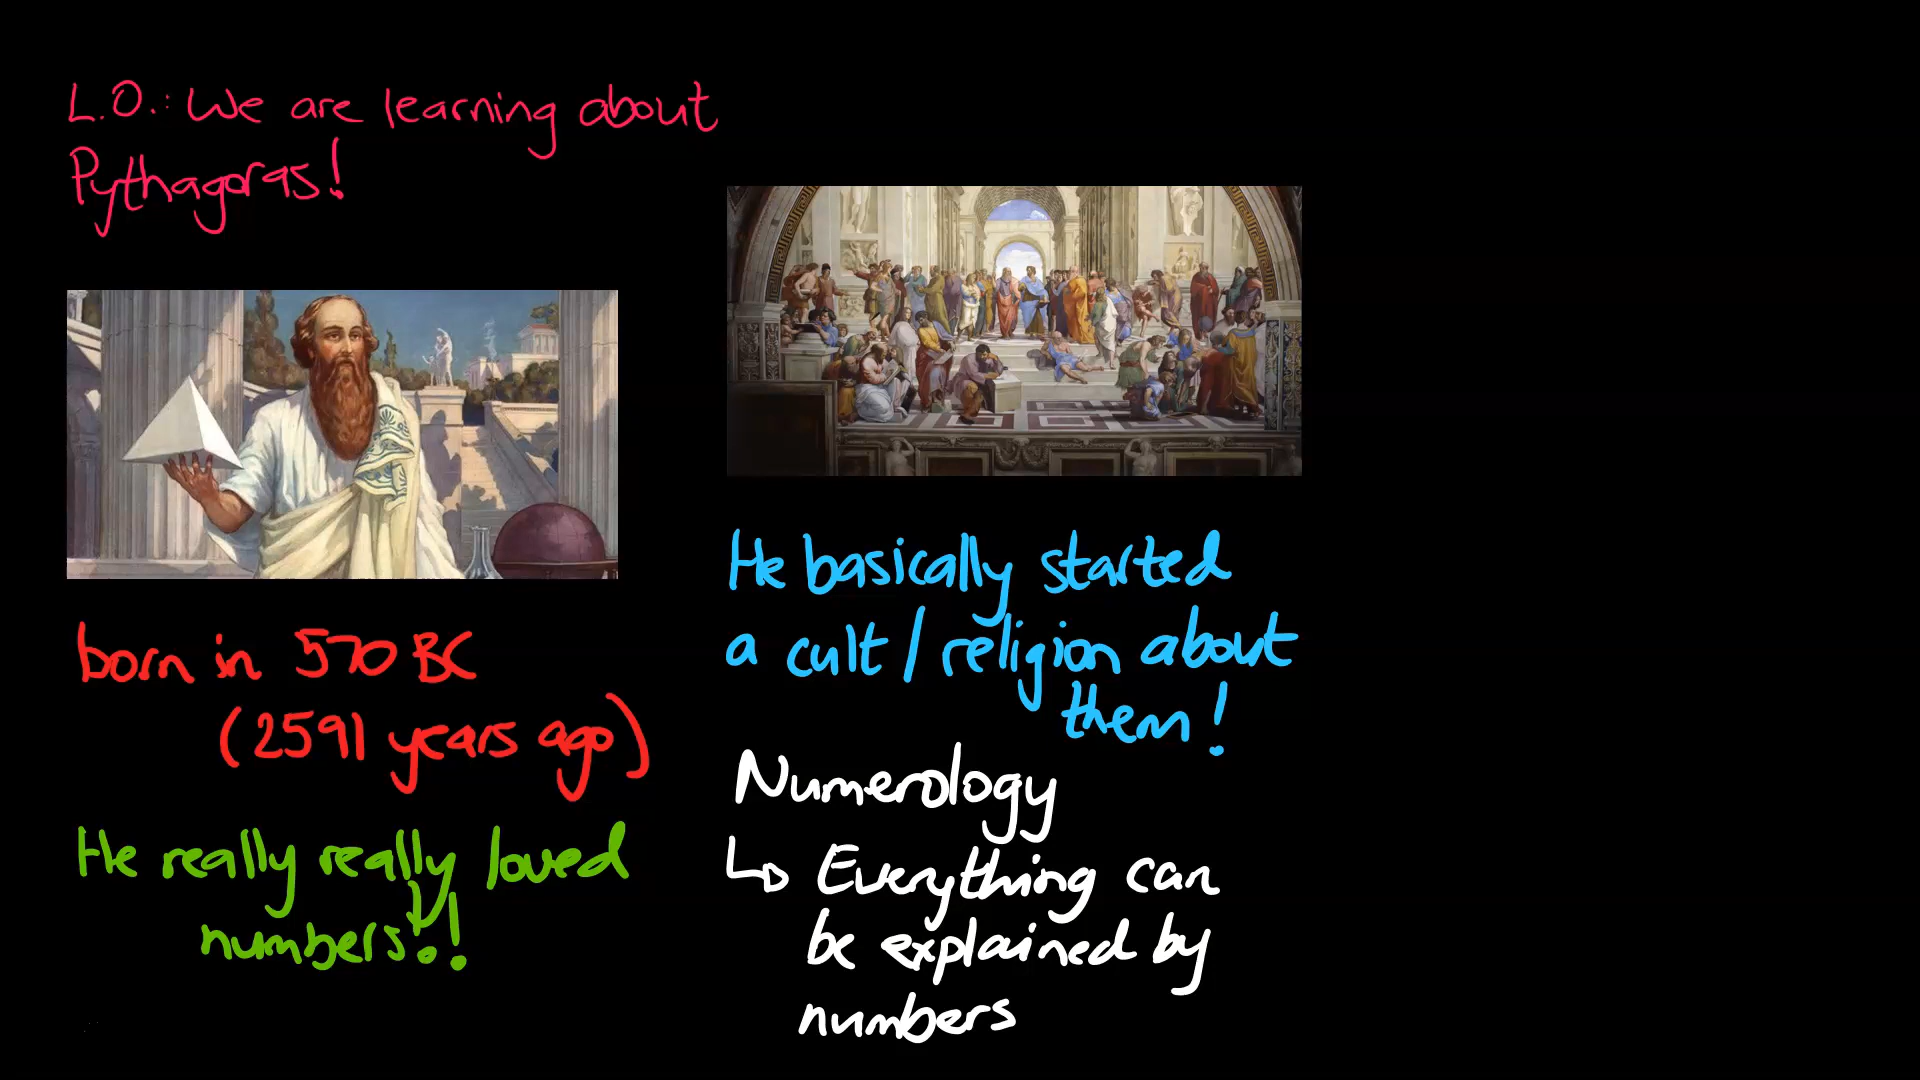 L.O.: We are learning about
Pythagoras!
born in 570 BC
(2591 years ago)
He really really loved
numbers!!
He basically started
a cult / religion about
them!
Numerology
↳ Everything can
be explained by
numbers